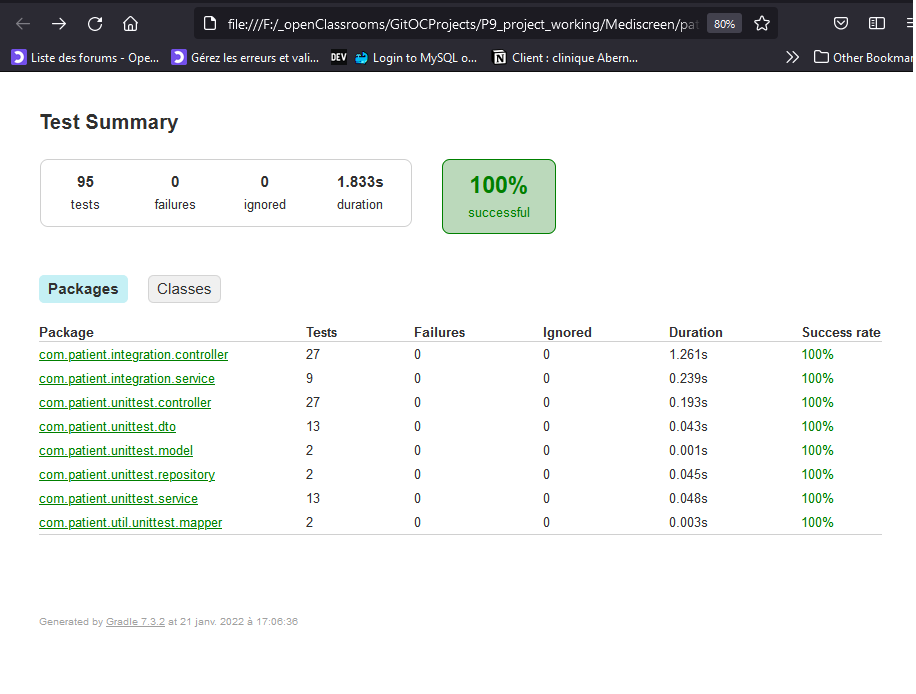 file:///F:/_openClassrooms/GitOCProjects/P9_project_working/Mediscreen/pat 80%
Liste des forums - Ope... Gérez les erreurs et vali... DEV Login to MySQL o... Client : clinique Abern... Other Bookmar
Test Summary
95 0 0 1.833s 100%
tests failures ignored duration successful
Packages Classes
Package Tests Failures Ignored Duration Success rate
com.patient.integration.controller 27 0 0 1.261s 100%
com.patient.integration.service 9 0 0 0.239s 100%
com.patient.unittest.controller 27 0 0 0.193s 100%
com.patient.unittest.dto 13 0 0 0.043s 100%
com.patient.unittest.model 2 0 0 0.001s 100%
com.patient.unittest.repository 2 0 0 0.045s 100%
com.patient.unittest.service 13 0 0 0.048s 100%
com.patient.util.unittest.mapper 2 0 0 0.003s 100%
Generated by Gradle 7.3.2 at 21 janv. 2022 à 17:06:36